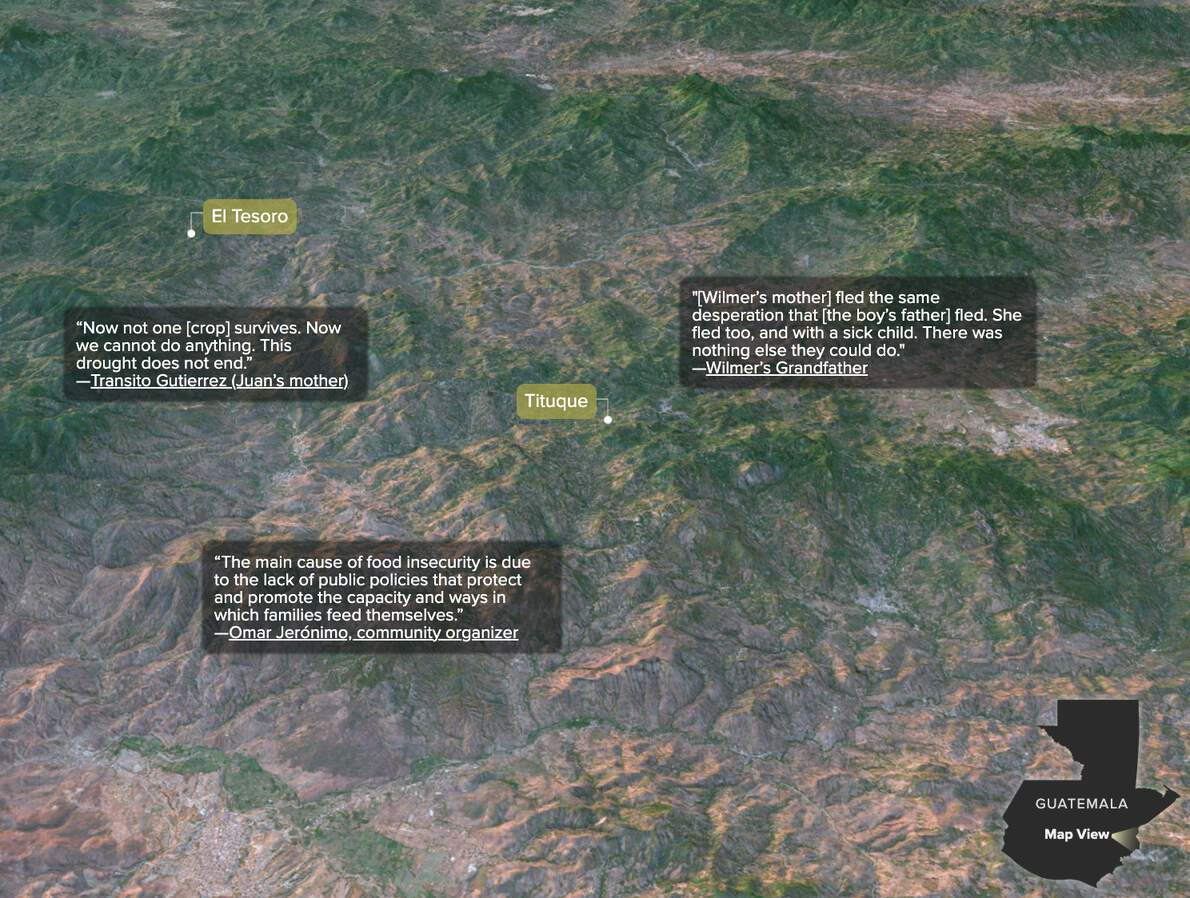 El Tesoro
“Now not one [crop] survives. Now
we cannot do anything. This
drought does not end.”
—Transito Gutierrez (Juan’s mother)
"[Wilmer’s mother] fled the same
desperation that [the boy’s father] fled. She
fled too, and with a sick child. There was
nothing else they could do."
—Wilmer’s Grandfather
Tituque
“The main cause of food insecurity is due
to the lack of public policies that protect
and promote the capacity and ways in
which families feed themselves.”
—Omar Jerónimo, community organizer
GUATEMALA
Map View